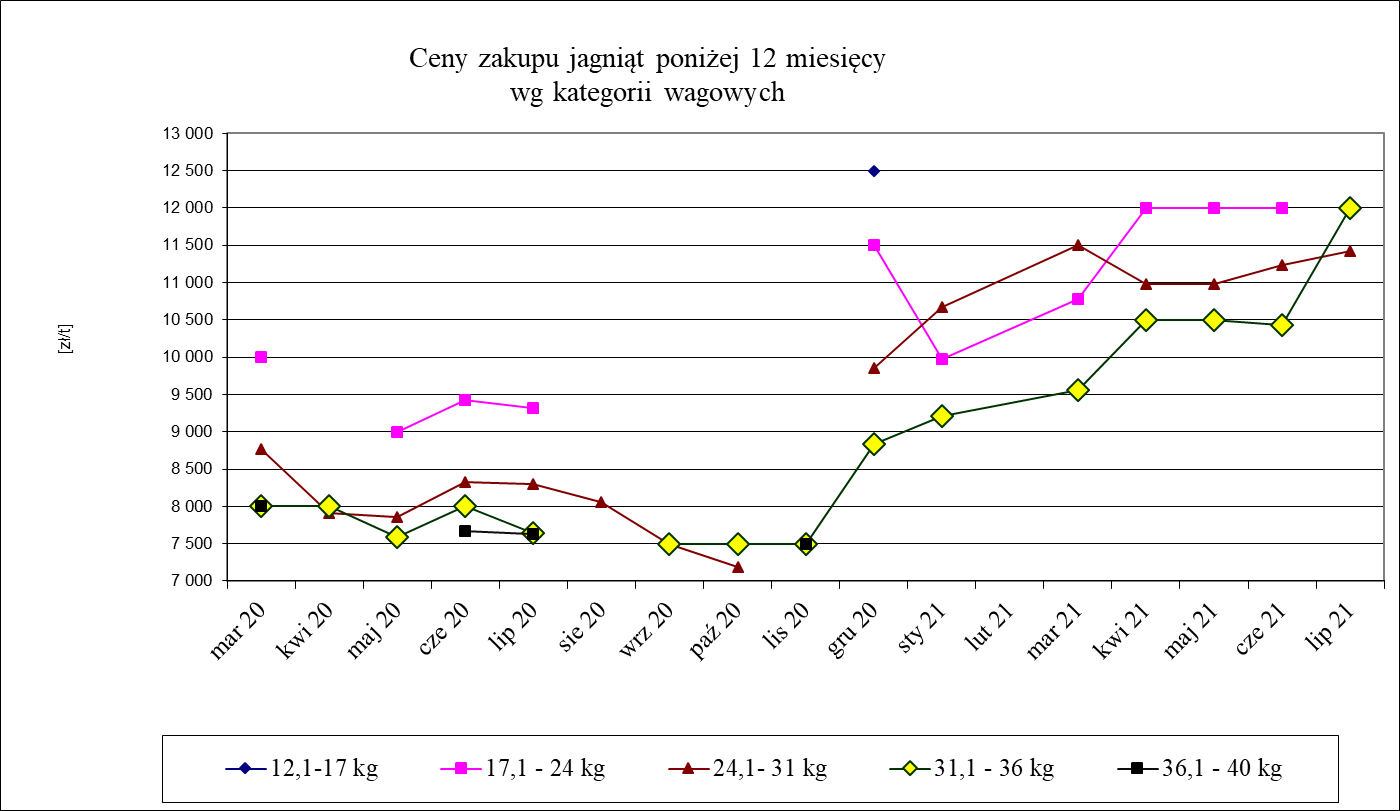 Ceny zakupu jagniąt poniżej 12 miesięcy
wg kategorii wagowych
13 000
12 500
12 000
11 500
11 000
10 500
10 000
9 500
9 000
8 500
8 000
7 500
7 000
[zł/t]
mar 20
kwi 20
maj 20
cze 20
lip 20
sie 20
wrz 20
paź 20
lis 20
gru 20
sty 21
lut 21
mar 21
kwi 21
maj 21
cze 21
lip 21
12,1-17 kg
17,1 - 24 kg
24,1- 31 kg
31,1 - 36 kg
36,1 - 40 kg